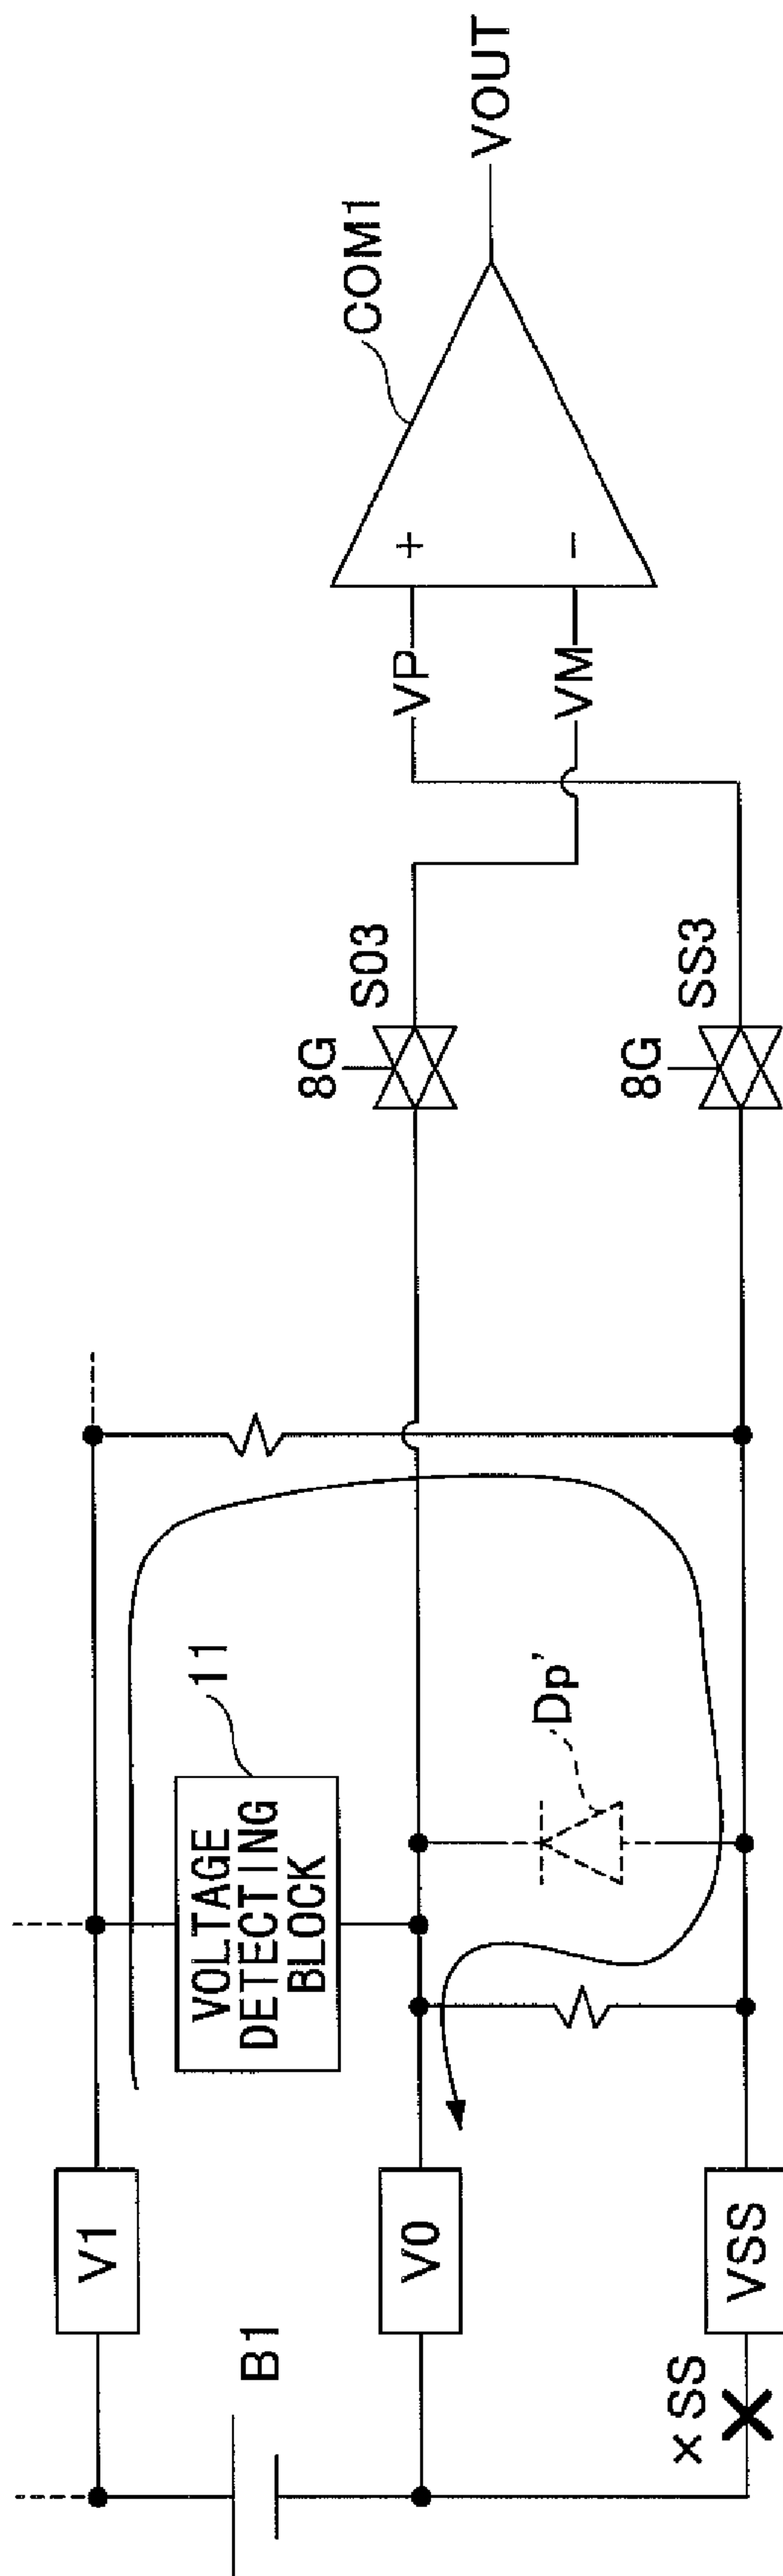 V1
V0
VSS
B1
×SS
VOLTAGE
DETECTING
BLOCK
11
Dp'
8G
S03
8G
SS3
VP
VM
+
−
COM1
VOUT